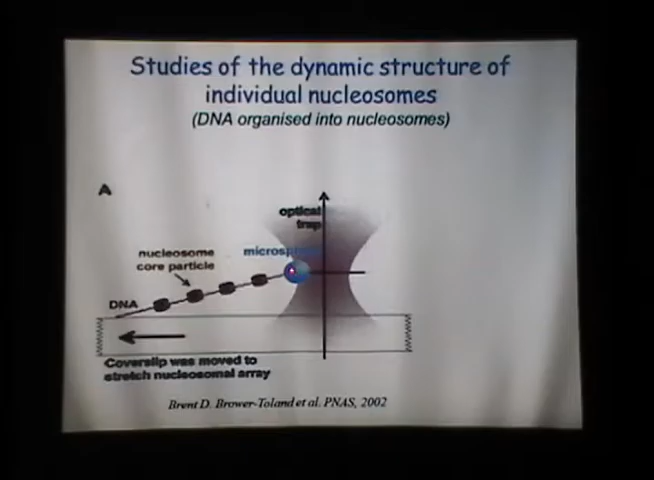 Studies of the dynamic structure of
individual nucleosomes
(DNA organised into nucleosomes)
A
optical
trap
nucleosome
core particle
DNA
Coverslip was moved to
stretch nucleosomal array
Brent D. Brower-Toland et al. PNAS, 2002